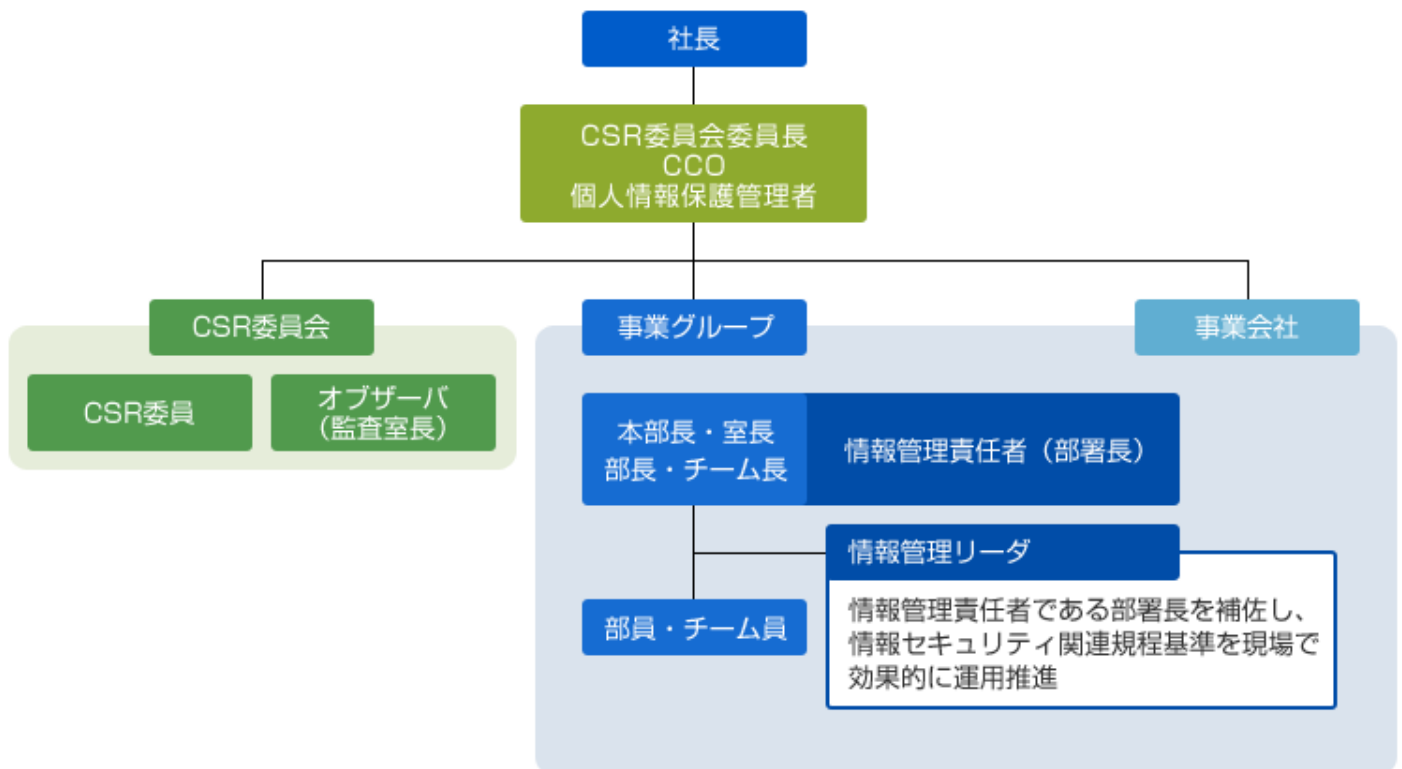 社長
CSR委員会委員長
CCO
個人情報保護管理者
CSR委員会
事業グループ
事業会社
CSR委員
オブザーバ
（監査室長）
本部長・室長
部長・チーム長
情報管理責任者（部署長）
情報管理リーダ
情報管理責任者である部署長を補佐し、
情報セキュリティ関連規程基準を現場で
効果的に運用推進
部員・チーム員